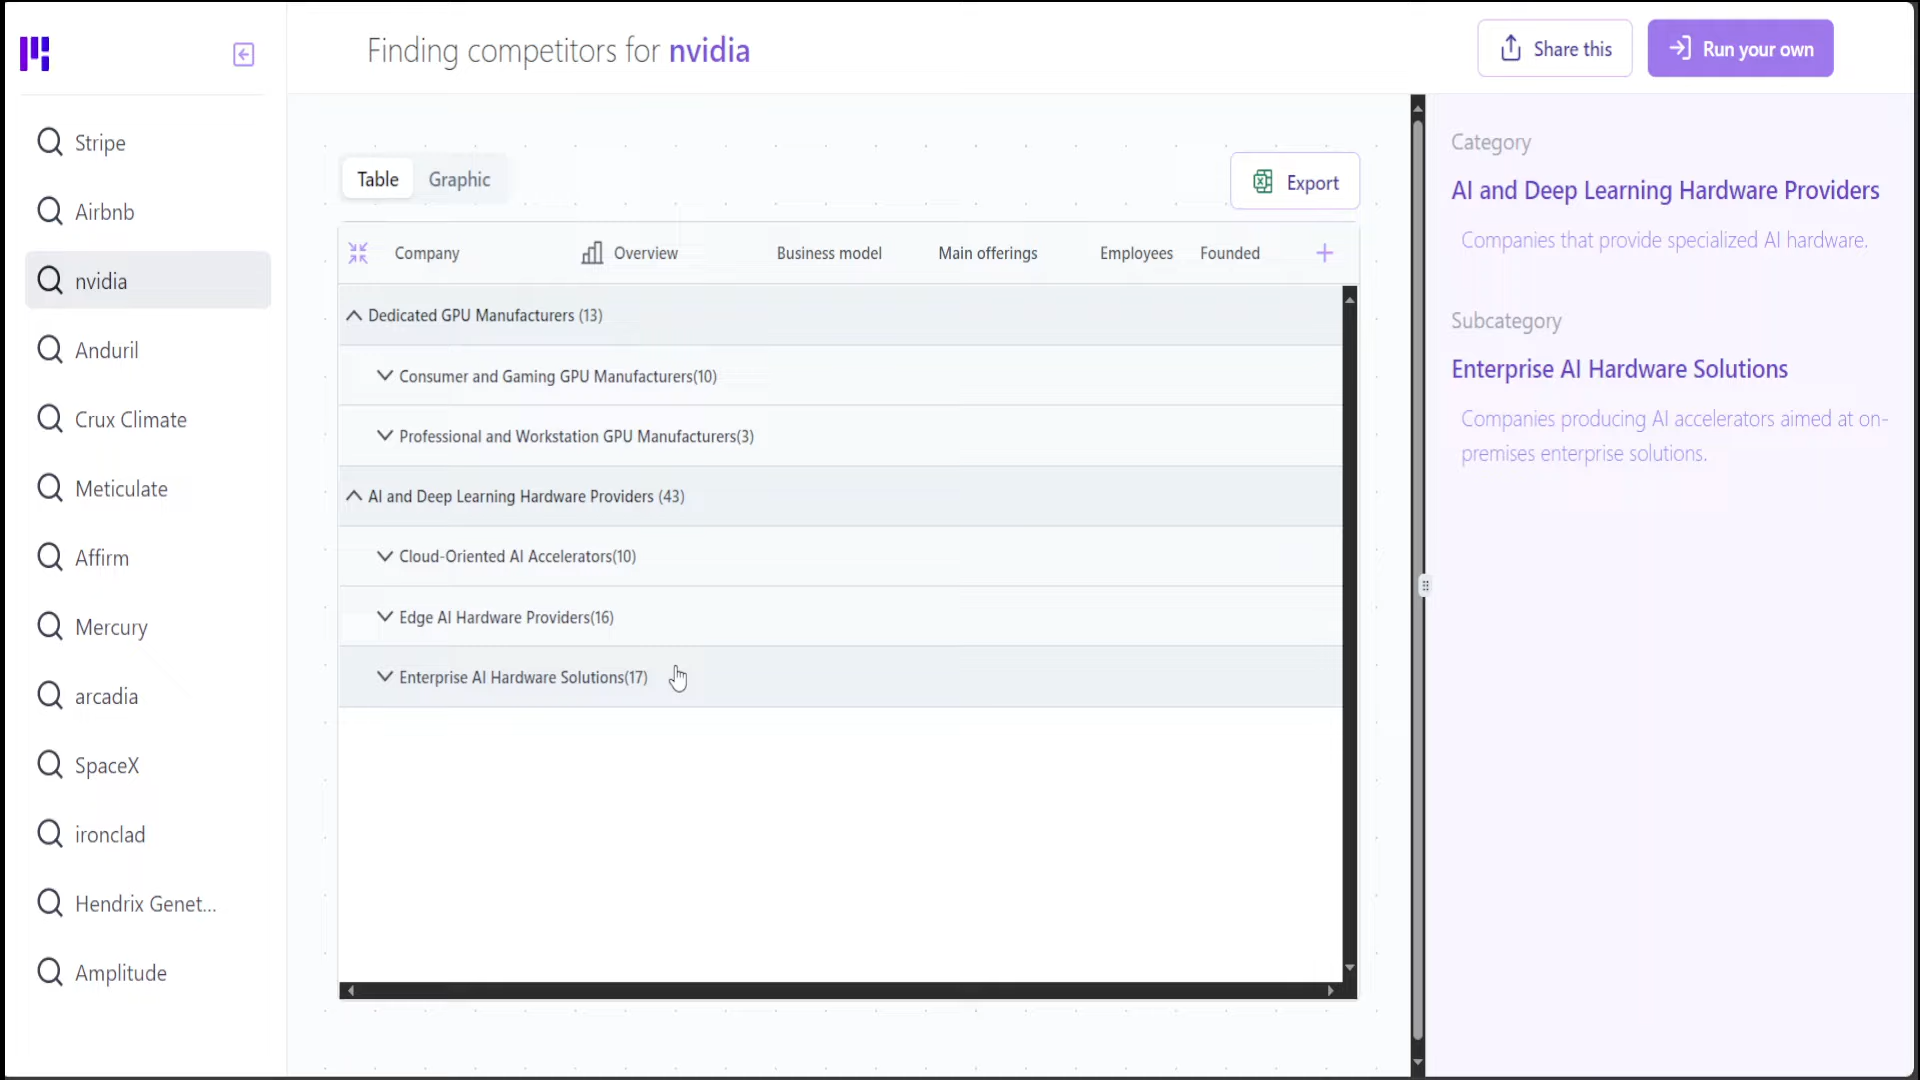 Finding competitors for nvidia
Share this
Run your own
Stripe
Airbnb
nvidia
Anduril
Crux Climate
Meticulate
Affirm
Mercury
arcadia
SpaceX
ironclad
Hendrix Genet...
Amplitude
Table
Graphic
Export
Company
Overview
Business model
Main offerings
Employees
Founded
Dedicated GPU Manufacturers (13)
Consumer and Gaming GPU Manufacturers(10)
Professional and Workstation GPU Manufacturers(3)
AI and Deep Learning Hardware Providers (43)
Cloud-Oriented AI Accelerators(10)
Edge AI Hardware Providers(16)
Enterprise AI Hardware Solutions(17)
Category
AI and Deep Learning Hardware Providers
Companies that provide specialized AI hardware.
Subcategory
Enterprise AI Hardware Solutions
Companies producing AI accelerators aimed at on-
premises enterprise solutions.